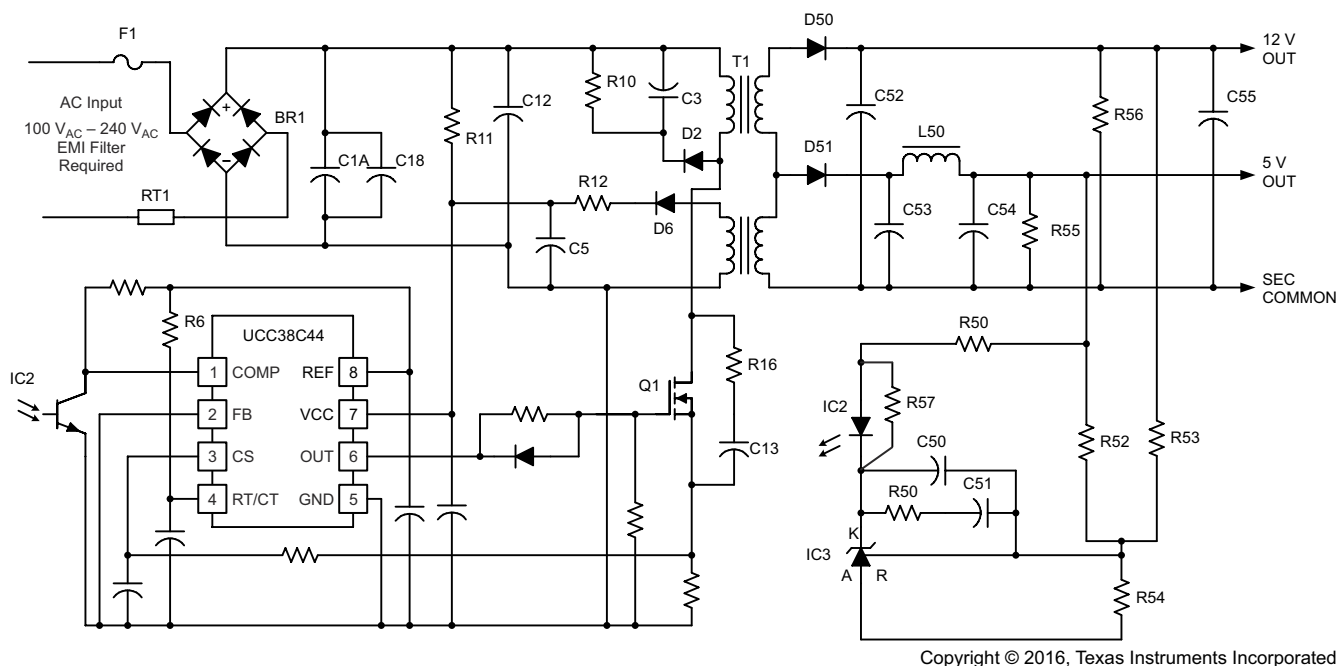 F1
AC Input
100 VAC – 240 VAC
EMI Filter
Required
RT1
+
–
BR1
C1A
C18
R11
C12
R10
C3
D2
T1
R12
D6
C5
D50
D51
C52
L50
C53
C54
R55
R56
C55
12 V
OUT
5 V
OUT
SEC
COMMON
R6
IC2
UCC38C44
1 COMP
REF 8
2 FB
VCC 7
3 CS
OUT 6
4 RT/CT
GND 5
Q1
R16
C13
R50
IC2
R57
C50
R50
C51
K
IC3
A
R
R52
R53
R54
Copyright © 2016, Texas Instruments Incorporated